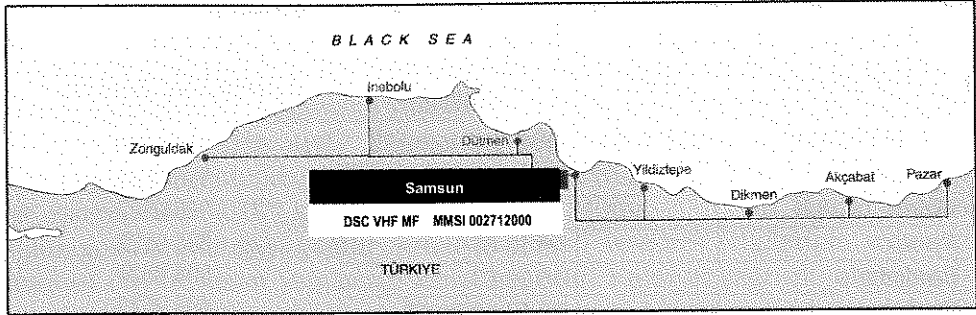 BLACK SEA
Inebolu
Zonguldak
Dütmen
Yildiztepe
Dikmen
Akçabat
Pazar
Samsun
DSC VHF MF MMSI 002712000
TÜRKIYE